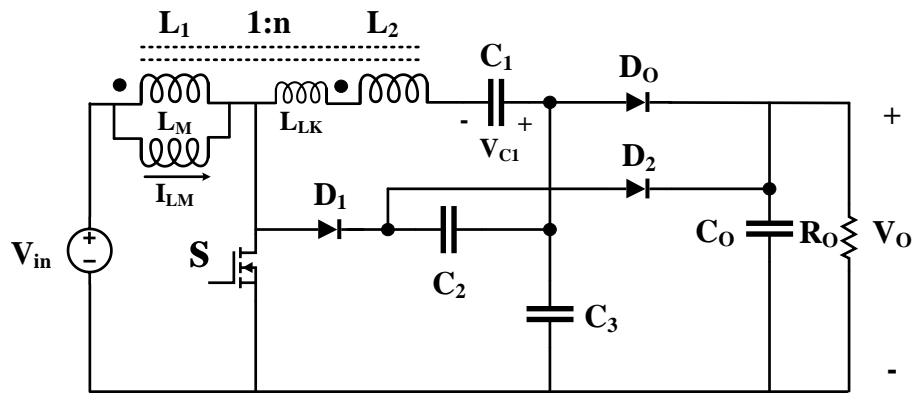 L1 1:n L2
C1 DO
LM LLK - + +
VC1
ILM D1 D2
Vin + − S C2 CO RO VO
C3
-